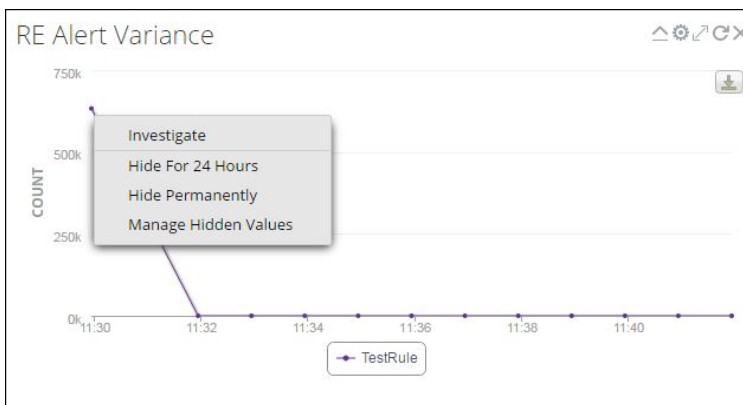 RE Alert Variance
750k
500k
250k
0k
COUNT
Investigate
Hide For 24 Hours
Hide Permanently
Manage Hidden Values
11:30
11:32
11:34
11:36
11:38
11:40
TestRule